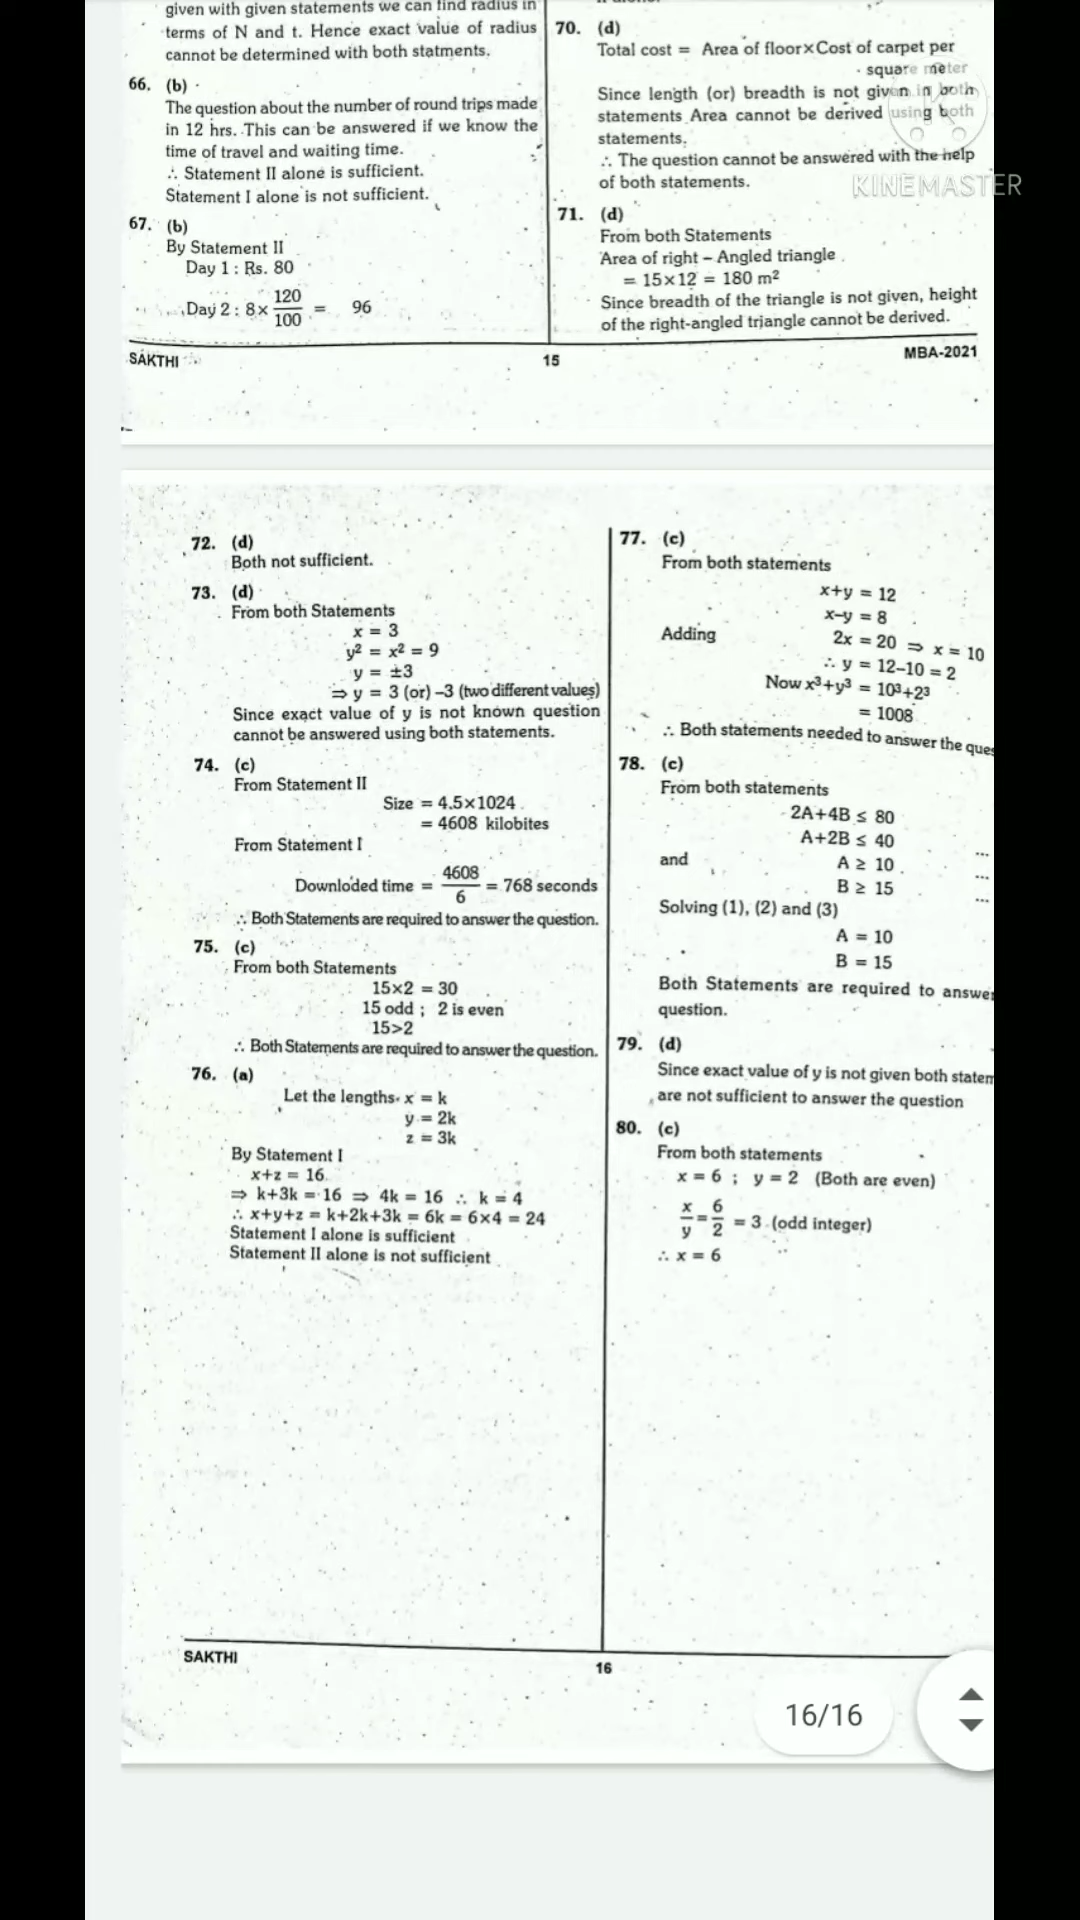 given with given statements we can find radius in
terms of N and t. Hence exact value of radius
cannot be determined with both statments.
66. (b)
The question about the number of round trips made
in 12 hrs. This can be answered if we know the
time of travel and waiting time.
∴ Statement II alone is sufficient.
Statement I alone is not sufficient.
67. (b)
By Statement II
Day 1 : Rs. 80
Day 2 : 8× 120/100 = 96
70. (d)
Total cost = Area of floor×Cost of carpet per
square meter
Since length (or) breadth is not given in both
statements Area cannot be derived using both
statements.
∴ The question cannot be answered with the help
of both statements.
KINEMASTER
71. (d)
From both Statements
Area of right – Angled triangle
= 15×12 = 180 m²
Since breadth of the triangle is not given, height
of the right-angled triangle cannot be derived.
SAKTHI 15 MBA-2021
72. (d)
Both not sufficient.
73. (d)
From both Statements
x = 3
y² = x² = 9
y = ±3
⇒ y = 3 (or) –3 (two different values)
Since exact value of y is not known question
cannot be answered using both statements.
74. (c)
From Statement II
Size = 4.5×1024
= 4608 kilobites
From Statement I
Downloded time = 4608/6 = 768 seconds
∴ Both Statements are required to answer the question.
75. (c)
From both Statements
15×2 = 30
15 odd ; 2 is even
15>2
∴ Both Statements are required to answer the question.
76. (a)
Let the lengths x = k
y = 2k
z = 3k
By Statement I
x+z = 16
⇒ k+3k = 16 ⇒ 4k = 16 ∴ k = 4
∴ x+y+z = k+2k+3k = 6k = 6×4 = 24
Statement I alone is sufficient
Statement II alone is not sufficient
77. (c)
From both statements
x+y = 12
x–y = 8
Adding 2x = 20 ⇒ x = 10
∴ y = 12–10 = 2
Now x³+y³ = 10³+2³
= 1008
∴ Both statements needed to answer the ques
78. (c)
From both statements
2A+4B ≤ 80
A+2B ≤ 40 ...
and A ≥ 10 ...
B ≥ 15 ...
Solving (1), (2) and (3)
A = 10
B = 15
Both Statements are required to answer
question.
79. (d)
Since exact value of y is not given both statem
are not sufficient to answer the question
80. (c)
From both statements
x = 6 ; y = 2 (Both are even)
x/y = 6/2 = 3 (odd integer)
∴ x = 6
SAKTHI 16
16/16